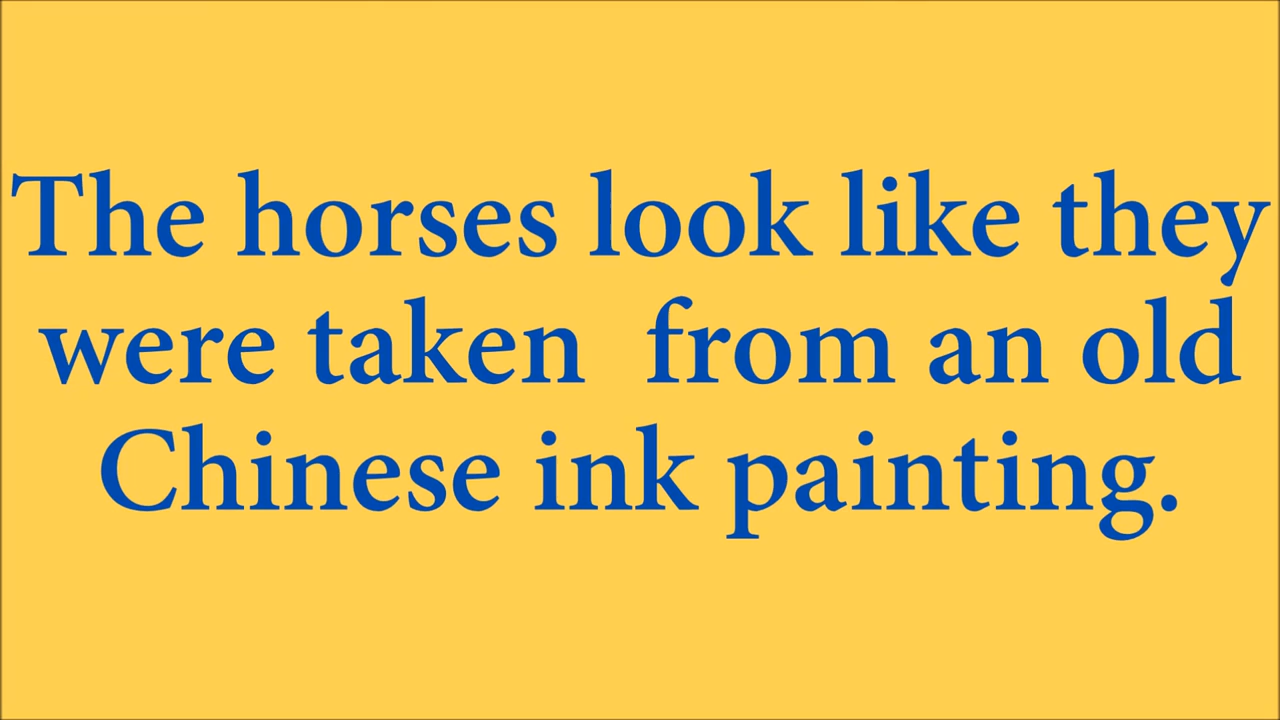 The horses look like they
were taken  from an old
Chinese ink painting.